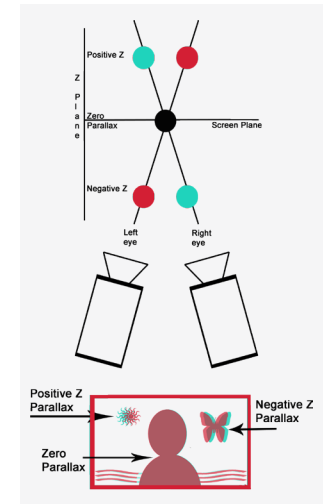 Positive Z
Z
P
l
a
n
e
Zero
Parallax
Screen Plane
Negative Z
Left
eye
Right
eye
Positive Z
Parallax
Negative Z
Parallax
Zero
Parallax